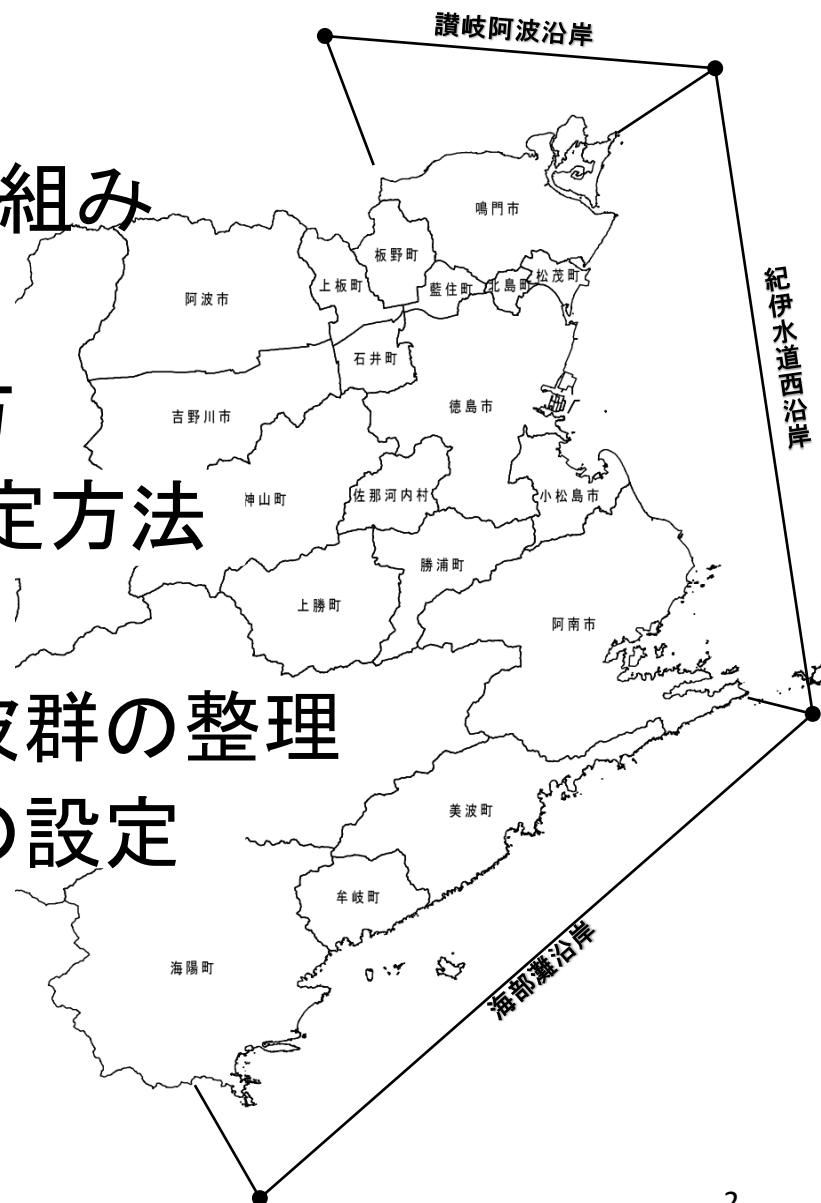 讃岐阿波沿岸
組み
鳴門市
板野町
上板町
藍住町
北島町
松茂町
阿波市
紀伊水道西沿岸
石井町
吉野川市
徳島市
定方法
神山町
佐那河内村
小松島市
勝浦町
上勝町
阿南市
群の整理
の設定
美波町
牟岐町
海陽町
海部灘沿岸
2